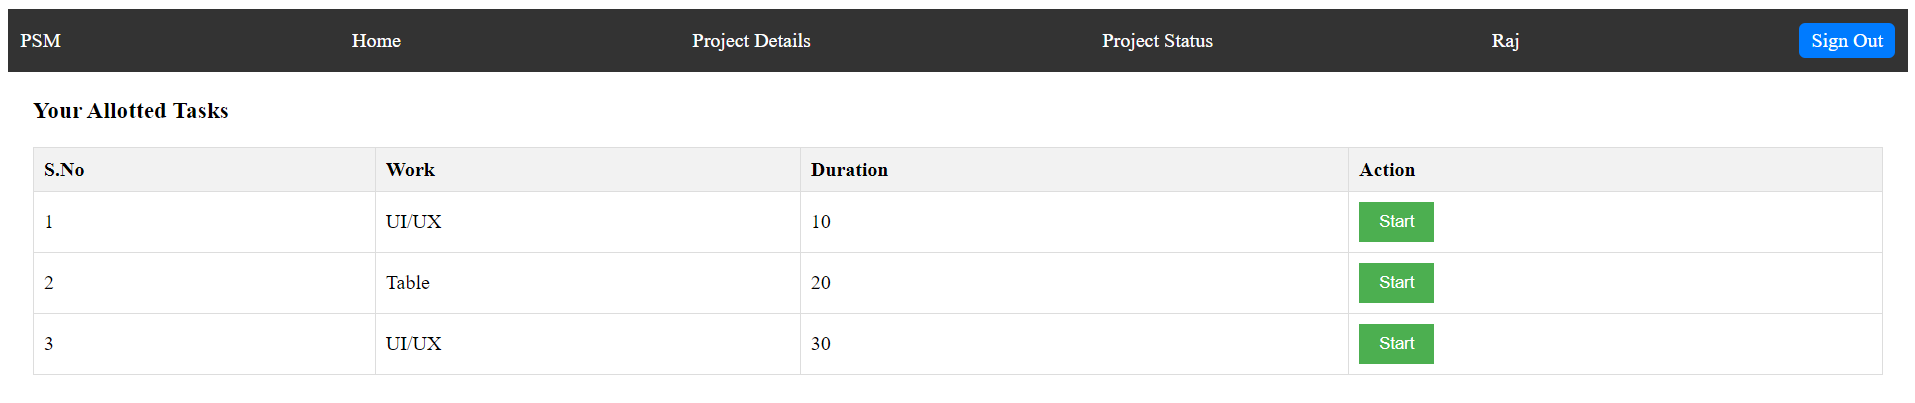 PSM Home Project Details Project Status Raj Sign Out
Your Allotted Tasks
S.No Work Duration Action
1 UI/UX 10 Start
2 Table 20 Start
3 UI/UX 30 Start